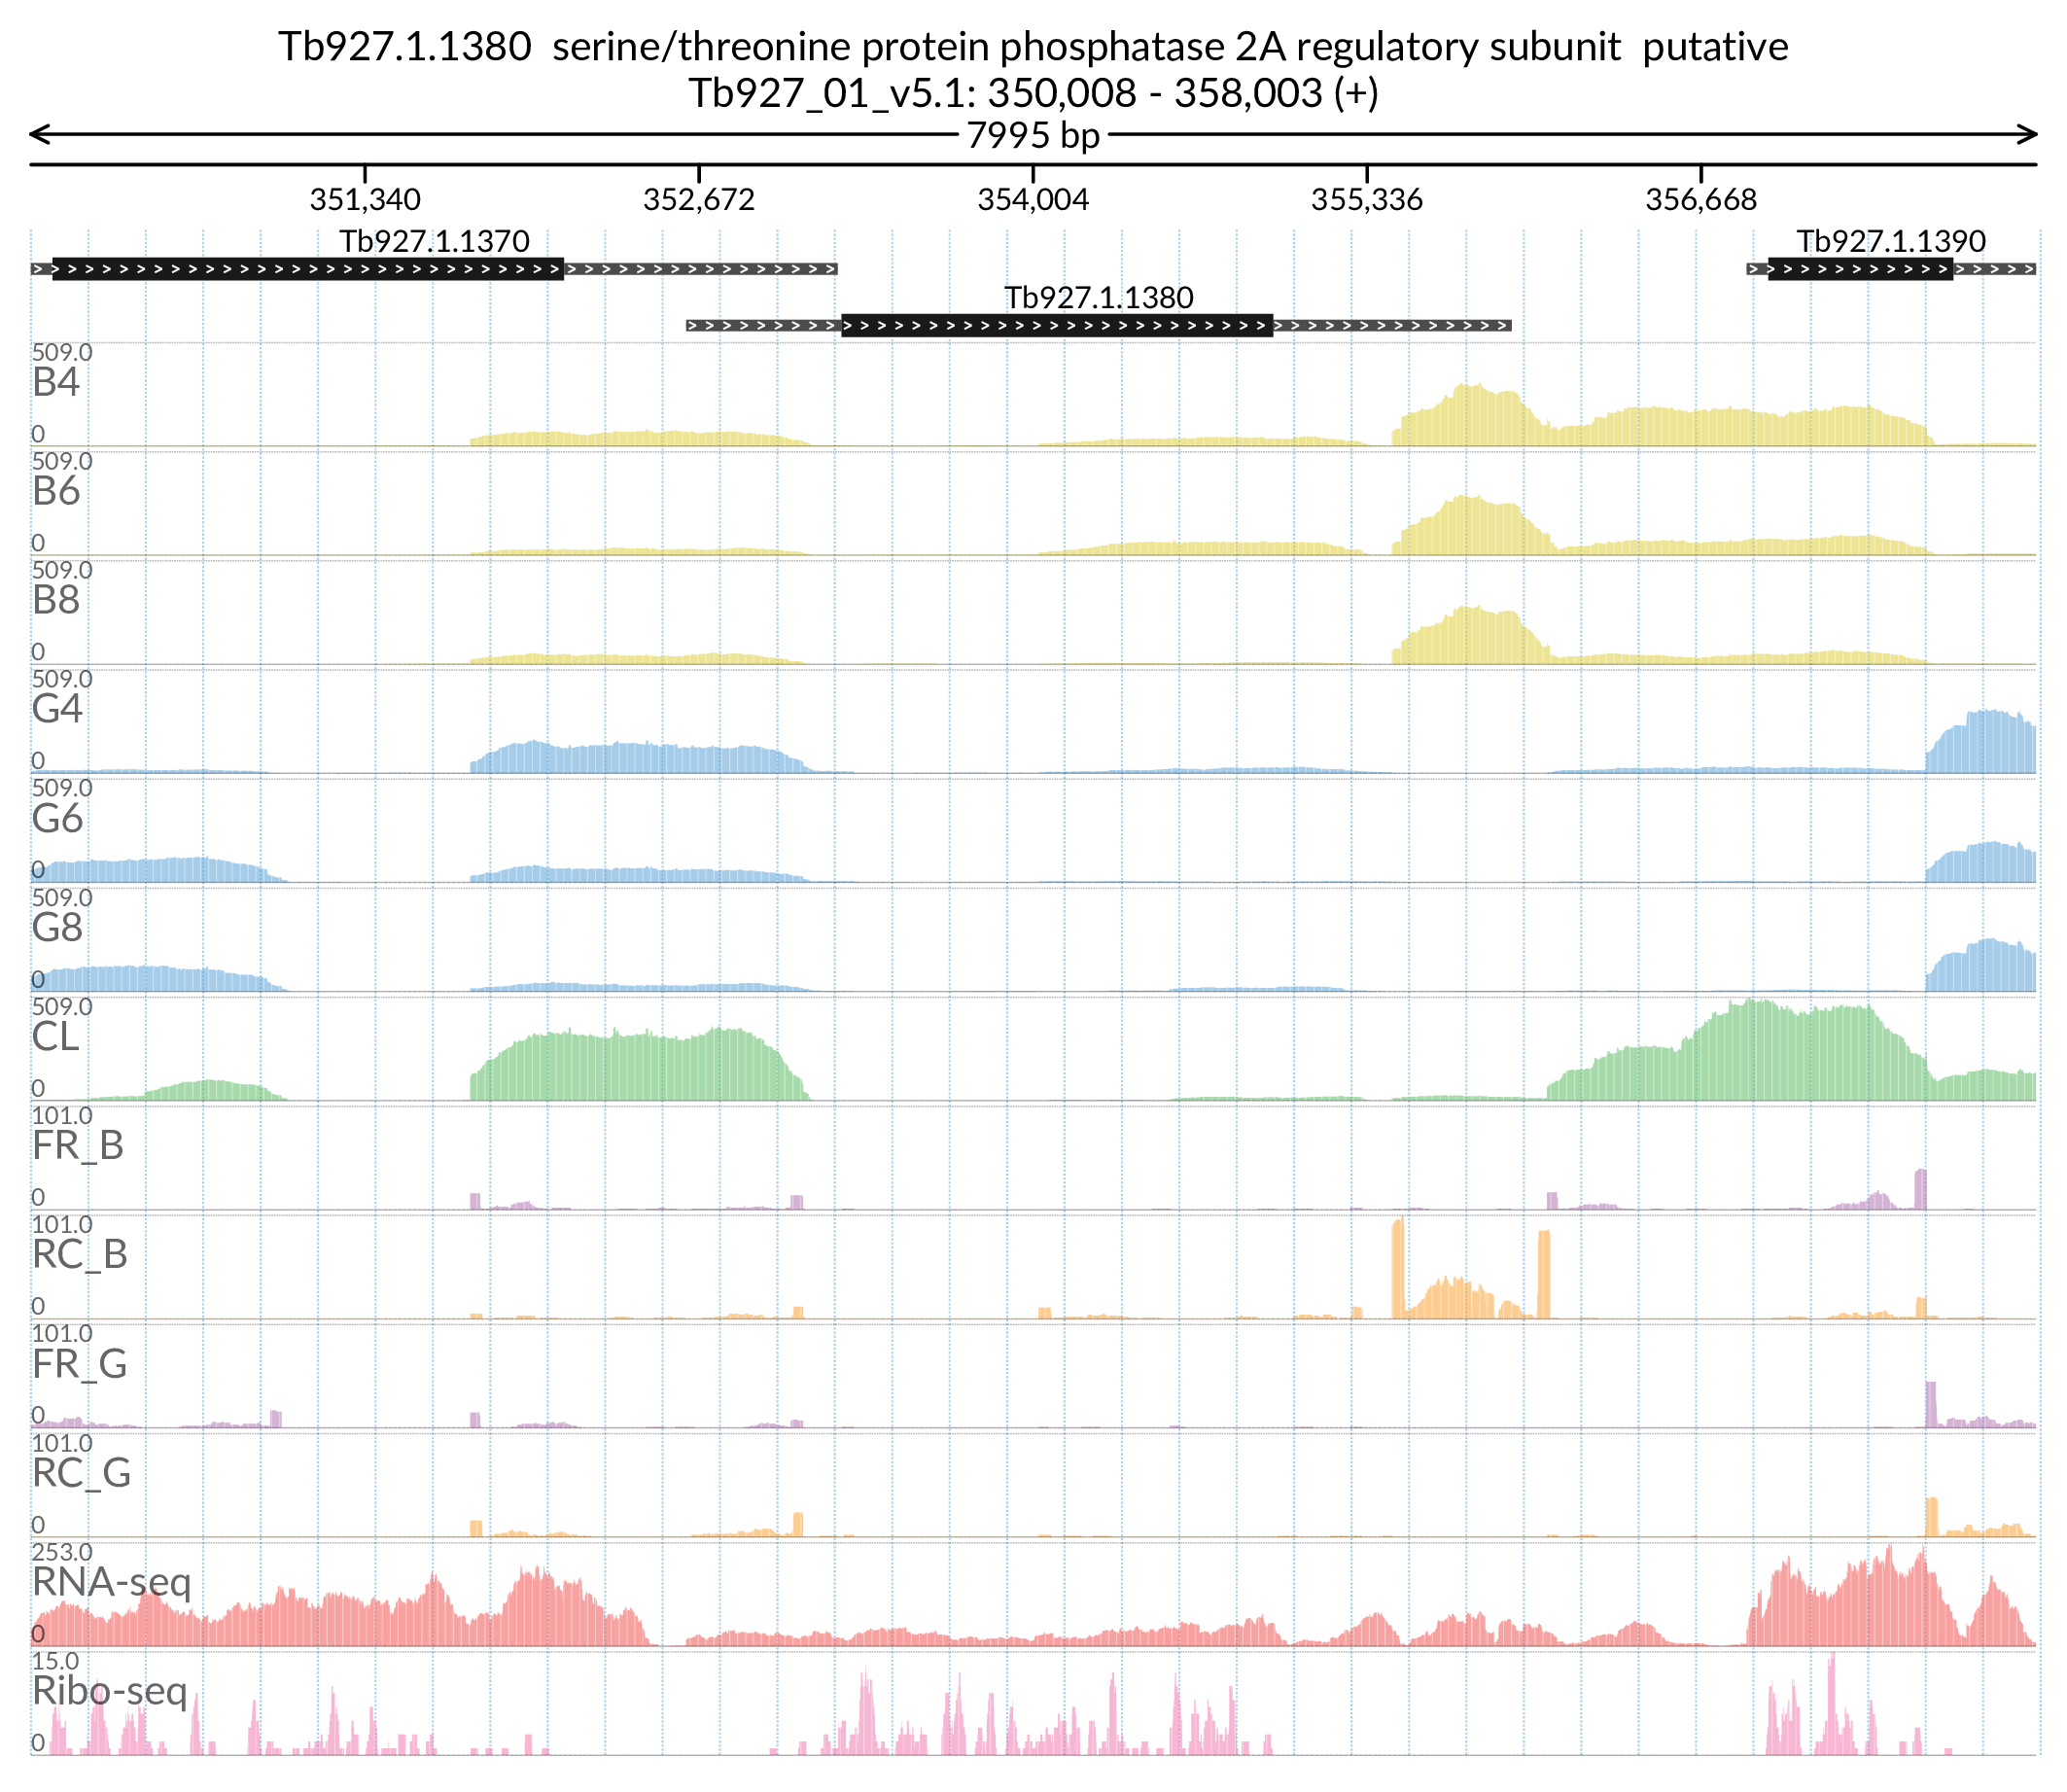 Tb927.1.1380  serine/threonine protein phosphatase 2A regulatory subunit  putative
Tb927_01_v5.1: 350,008 - 358,003 (+)
7995 bp
351,340 352,672 354,004 355,336 356,668
Tb927.1.1370 Tb927.1.1390
Tb927.1.1380
509.0
B4
0
509.0
B6
0
509.0
B8
0
509.0
G4
0
509.0
G6
0
509.0
G8
0
509.0
CL
0
101.0
FR_B
0
101.0
RC_B
0
101.0
FR_G
0
101.0
RC_G
0
253.0
RNA-seq
0
15.0
Ribo-seq
0